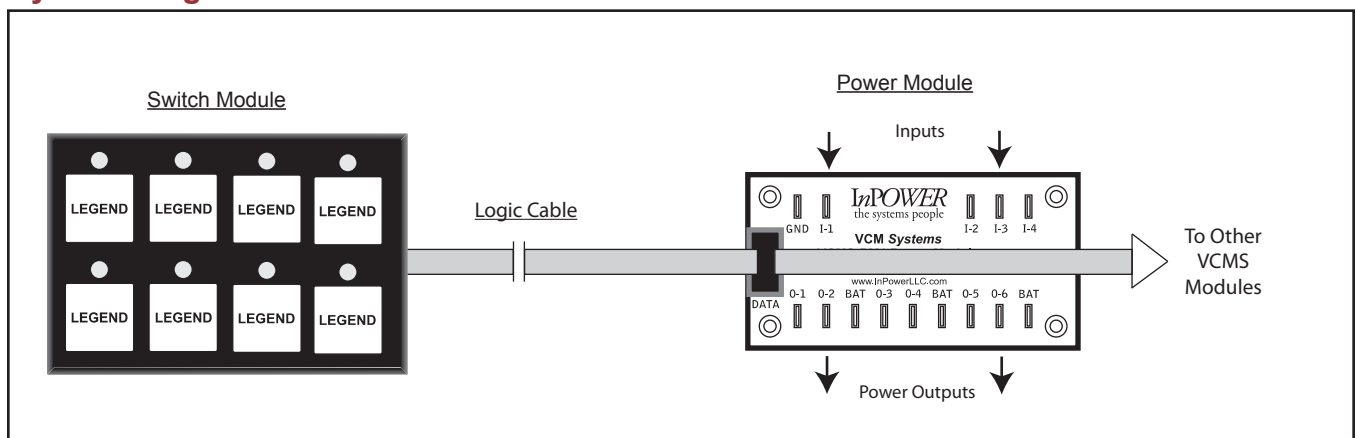 Switch Module
LEGEND LEGEND LEGEND LEGEND
LEGEND LEGEND LEGEND LEGEND
Logic Cable
Power Module
Inputs
GND I-1
InPOWER
the systems people
I-2 I-3 I-4
VCM Systems
www.InPowerLLC.com
DATA 0-1 0-2 BAT 0-3 0-4 BAT 0-5 0-6 BAT
Power Outputs
To Other
VCMS
Modules